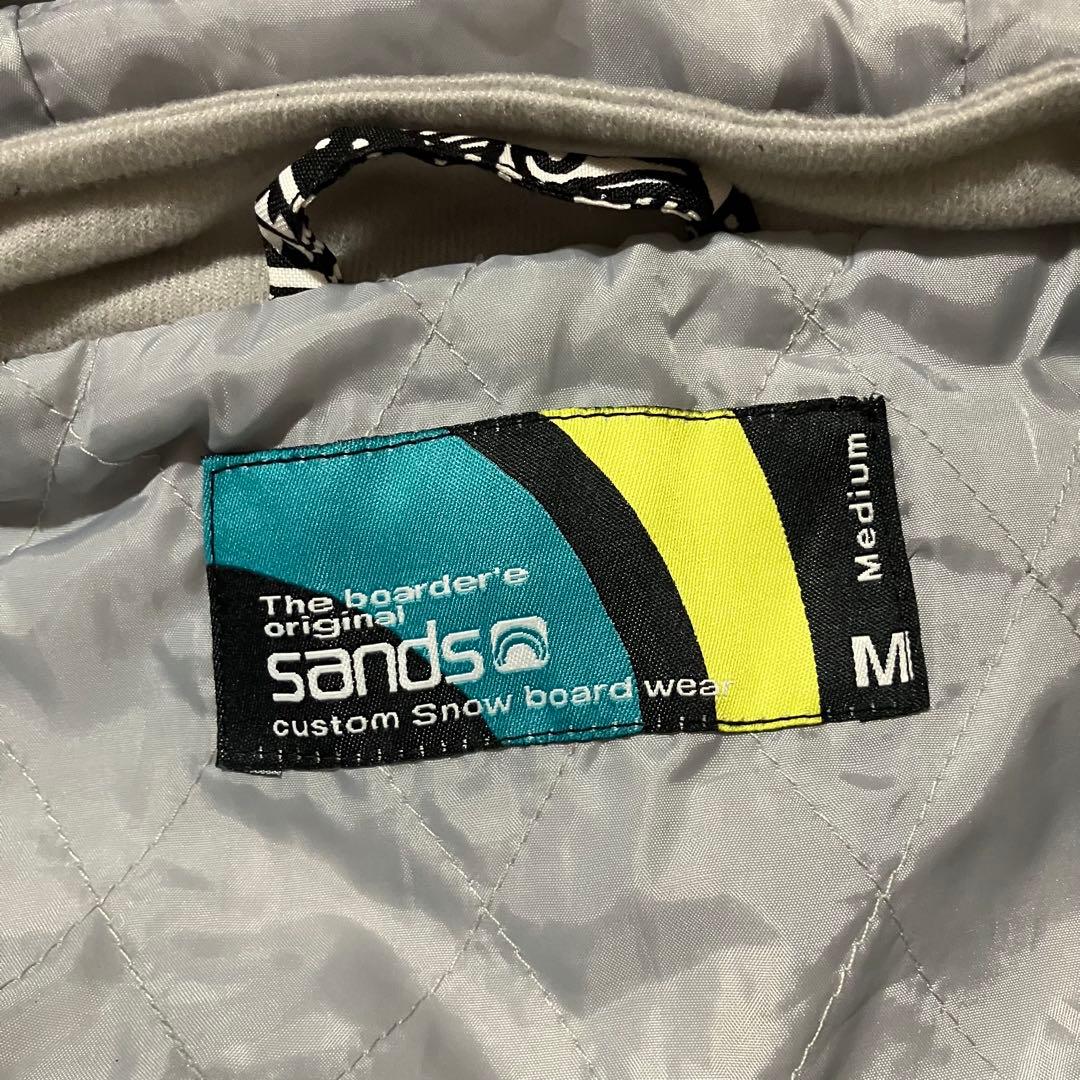 The boarder'e
original
sands
custom Snow board wear
Medium
M